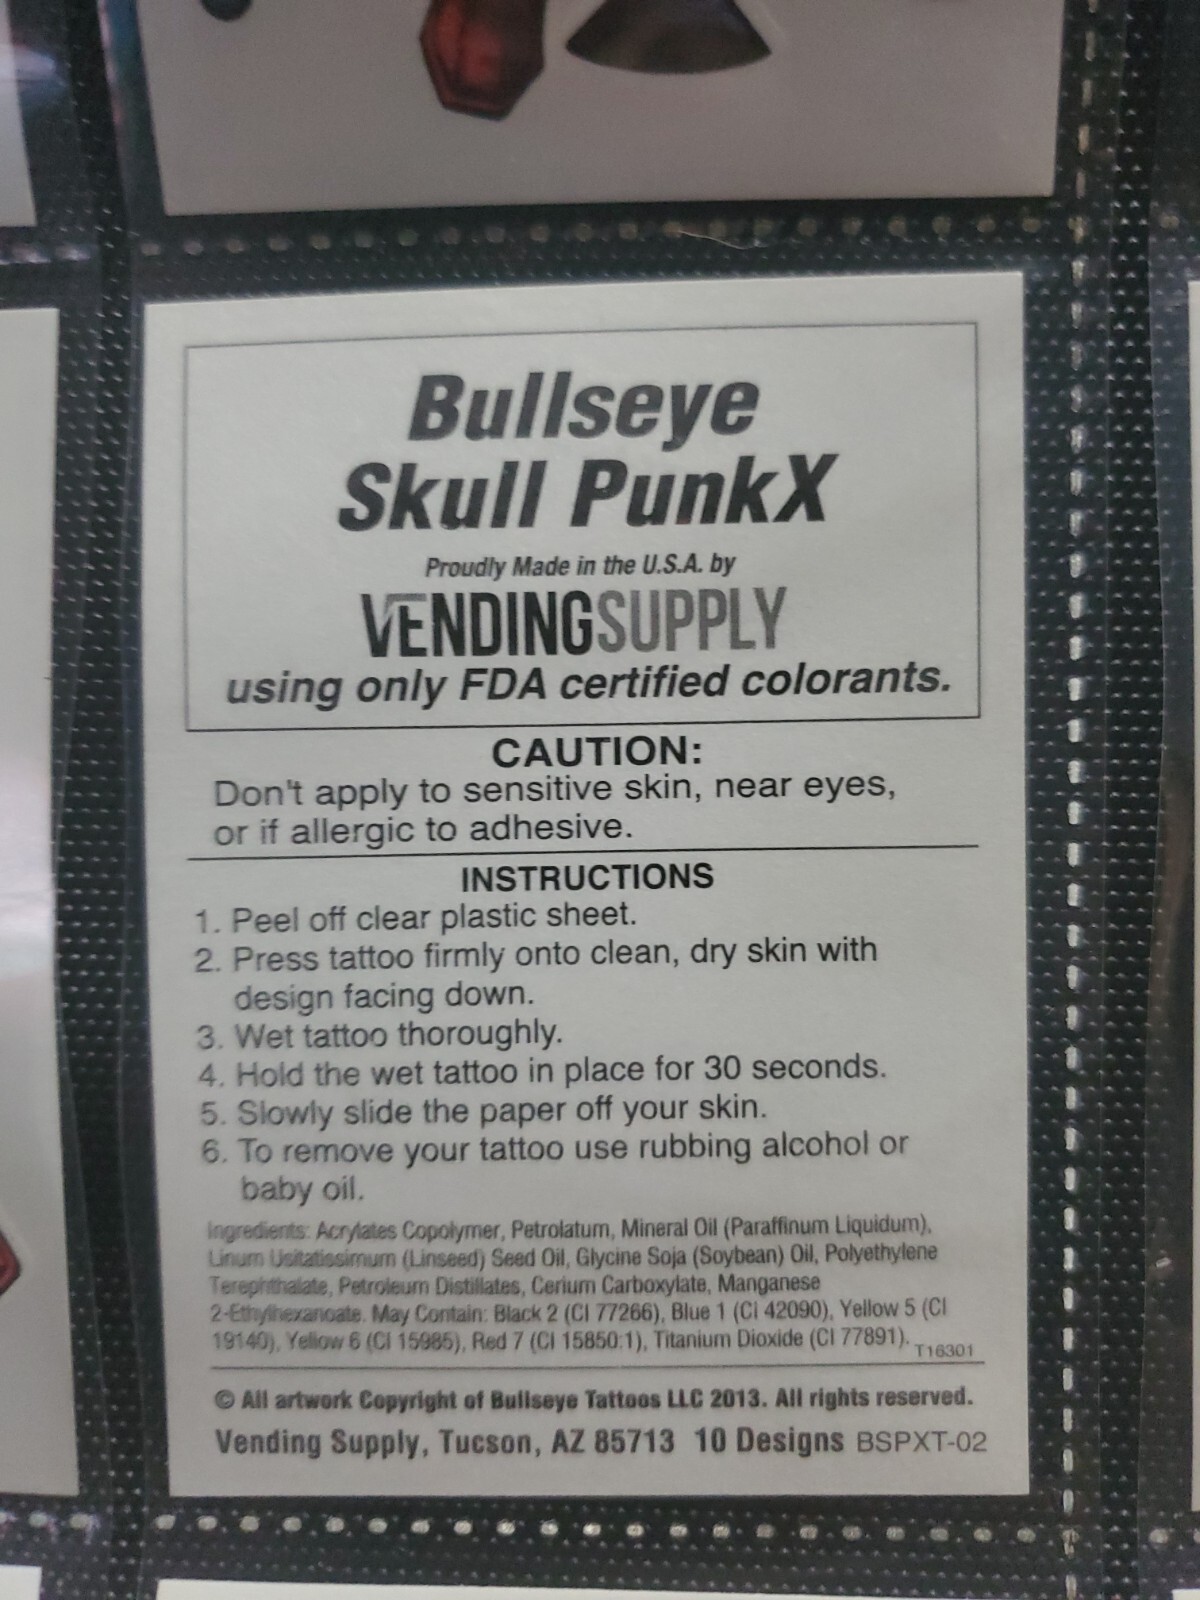 Bullseye
Skull PunkX
Proudly Made in the U.S.A. by
VENDINGSUPPLY
using only FDA certified colorants.
CAUTION:
Don't apply to sensitive skin, near eyes,
or if allergic to adhesive.
INSTRUCTIONS
1. Peel off clear plastic sheet.
2. Press tattoo firmly onto clean, dry skin with
design facing down.
3. Wet tattoo thoroughly.
4. Hold the wet tattoo in place for 30 seconds.
5. Slowly slide the paper off your skin.
6. To remove your tattoo use rubbing alcohol or
baby oil.
Ingredients: Acrylates Copolymer, Petrolatum, Mineral Oil (Paraffinum Liquidum),
Linum Usitatissimum (Linseed) Seed Oil, Glycine Soja (Soybean) Oil, Polyethylene
Terephthalate, Petroleum Distillates, Cerium Carboxylate, Manganese
2-Ethylhexanoate. May Contain: Black 2 (CI 77266), Blue 1 (CI 42090), Yellow 5 (CI
19140), Yellow 6 (CI 15985), Red 7 (CI 15850:1), Titanium Dioxide (CI 77891). T16301
© All artwork Copyright of Bullseye Tattoos LLC 2013. All rights reserved.
Vending Supply, Tucson, AZ 85713 10 Designs BSPXT-02